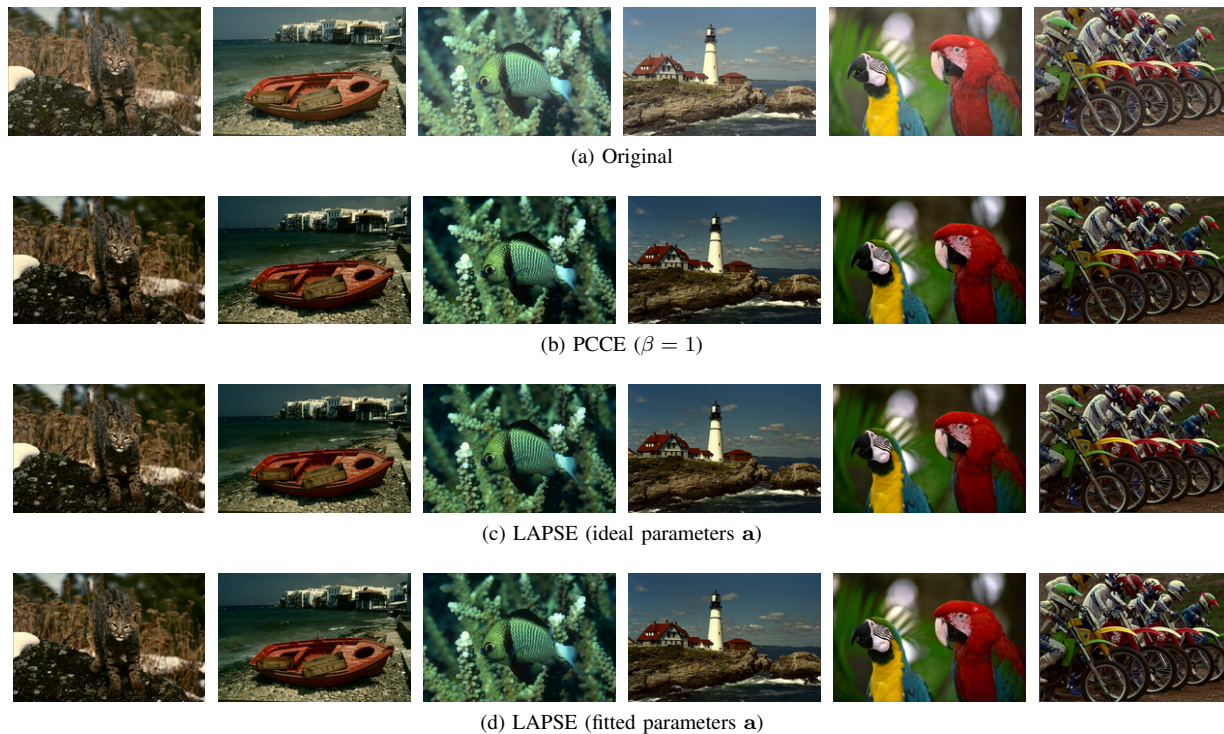 (a) Original
(b) PCCE (β = 1)
(c) LAPSE (ideal parameters a)
(d) LAPSE (fitted parameters a)